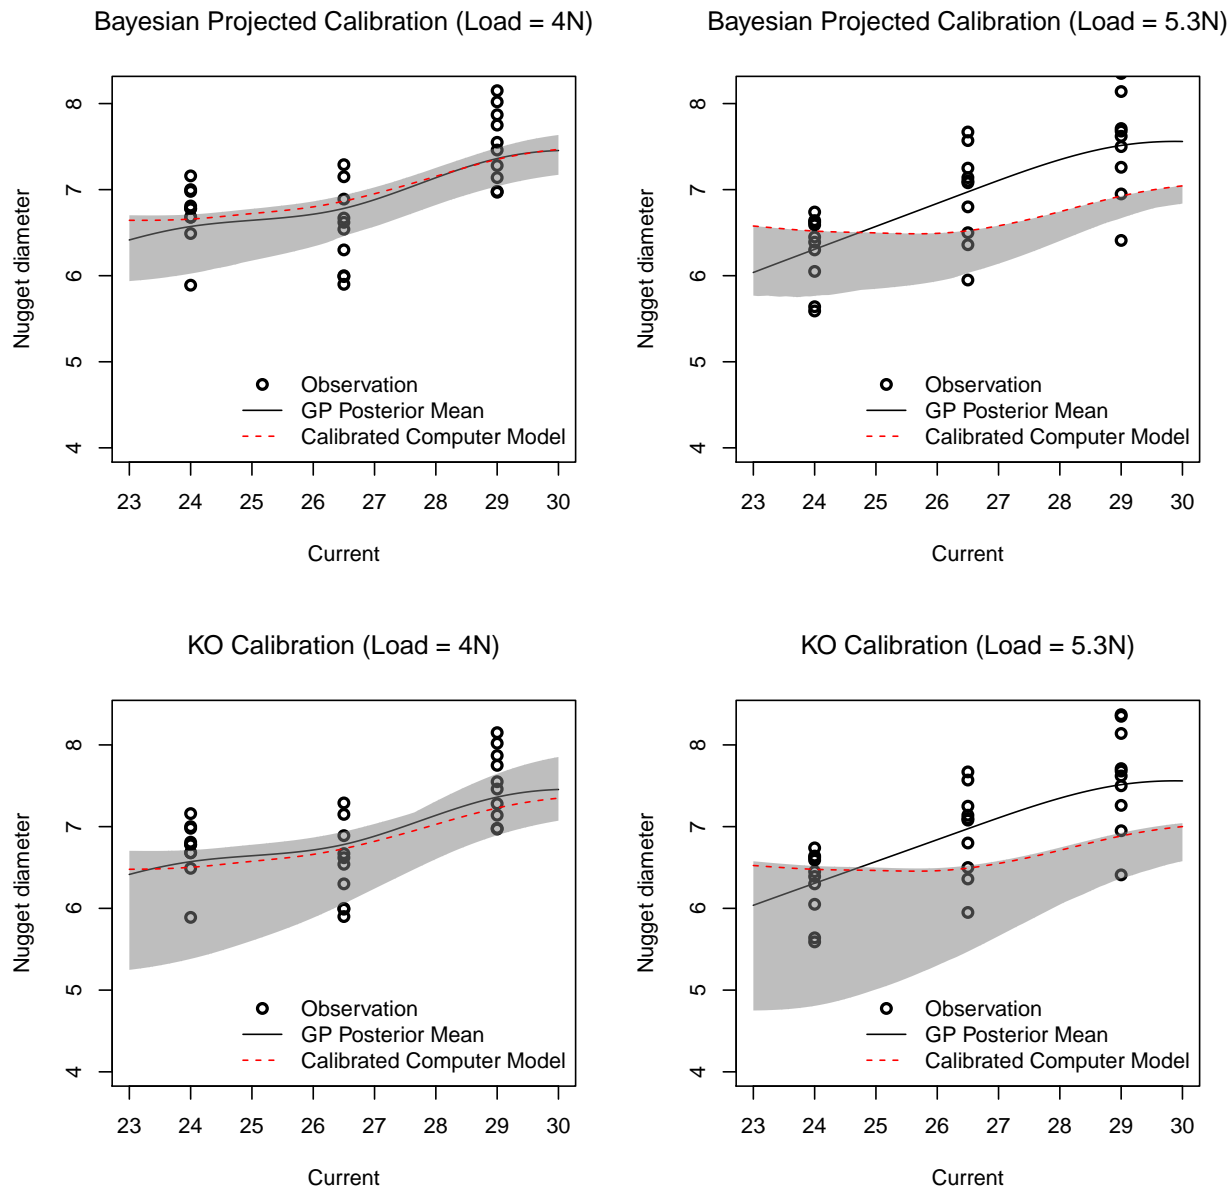 Bayesian Projected Calibration (Load = 4N)
Nugget diameter
8
7
6
5
4
Observation
GP Posterior Mean
Calibrated Computer Model
23 24 25 26 27 28 29 30
Current
Bayesian Projected Calibration (Load = 5.3N)
Nugget diameter
8
7
6
5
4
Observation
GP Posterior Mean
Calibrated Computer Model
23 24 25 26 27 28 29 30
Current
KO Calibration (Load = 4N)
Nugget diameter
8
7
6
5
4
Observation
GP Posterior Mean
Calibrated Computer Model
23 24 25 26 27 28 29 30
Current
KO Calibration (Load = 5.3N)
Nugget diameter
8
7
6
5
4
Observation
GP Posterior Mean
Calibrated Computer Model
23 24 25 26 27 28 29 30
Current